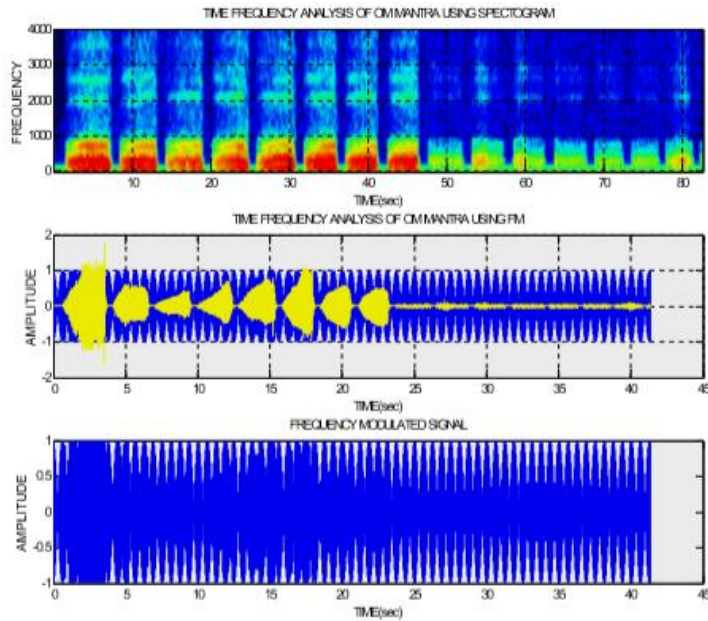 TIME FREQUENCY ANALYSIS OF OM MANTRA USING SPECTOGRAM
4000
3000
2000
1000
0
FREQUENCY
10 20 30 40 50 60 70 80
TIME(sec)
TIME FREQUENCY ANALYSIS OF OM MANTRA USING FM
2
1
0
-1
-2
AMPLITUDE
0 5 10 15 20 25 30 35 40 45
TIME(sec)
FREQUENCY MODULATED SIGNAL
1
0.5
0
-0.5
-1
AMPLITUDE
0 5 10 15 20 25 30 35 40 45
TIME(sec)